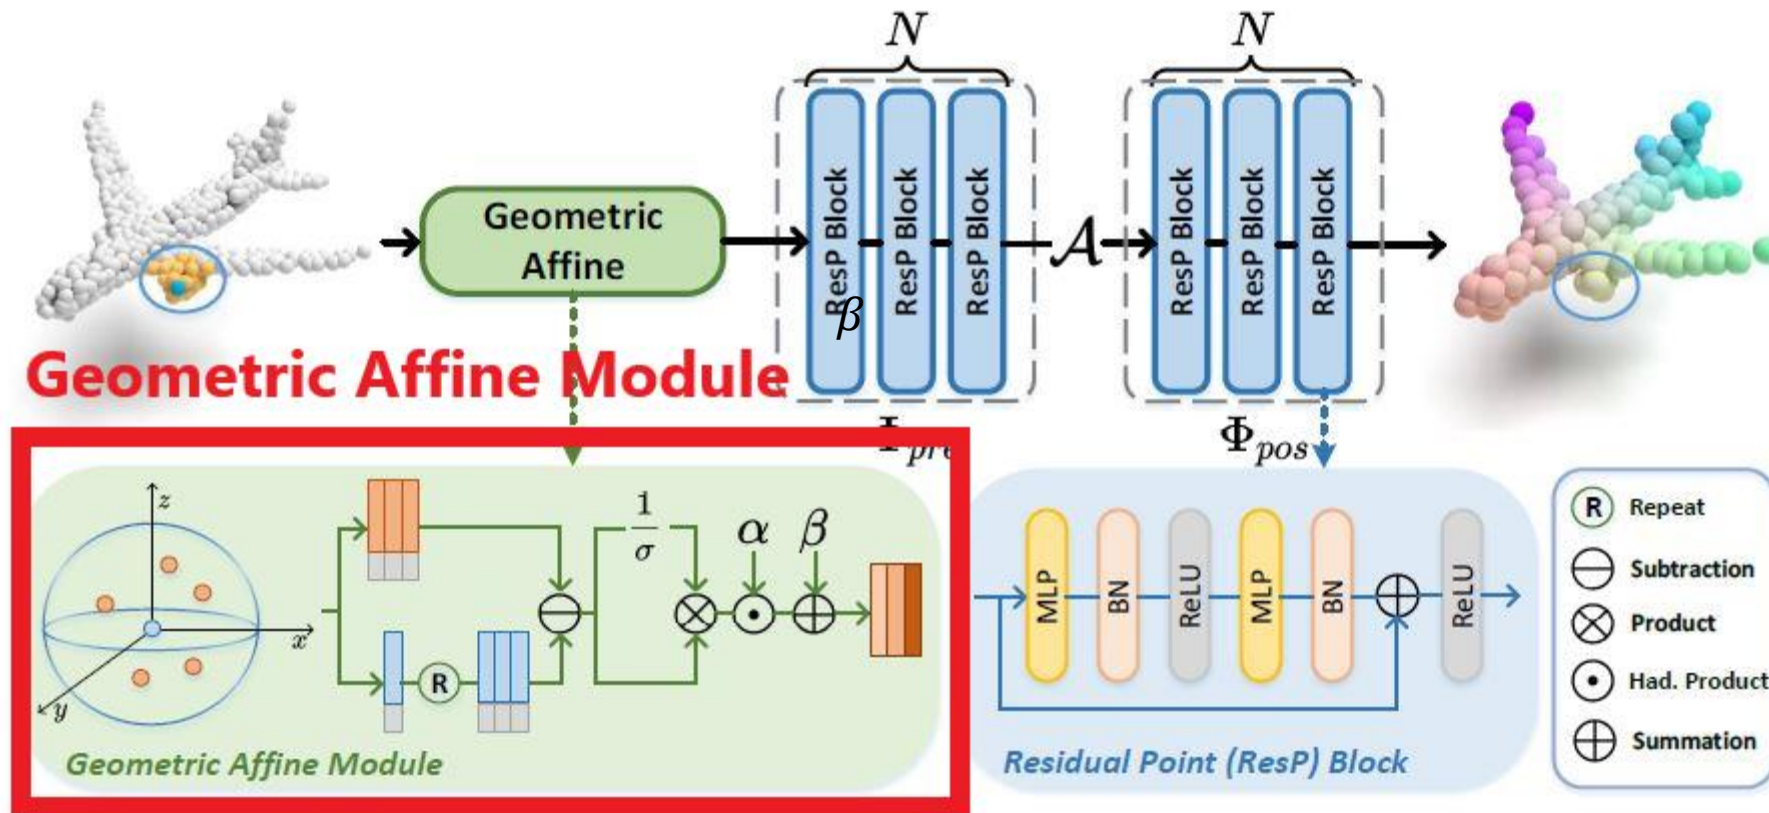 N
N
Geometric
Affine
ResP Block
ResP Block
ResP Block
β
𝒜
ResP Block
ResP Block
ResP Block
Geometric Affine Module
Φpre
Φpos
z
x
y
R
1
σ
α
β
Geometric Affine Module
MLP
BN
ReLU
MLP
BN
ReLU
Residual Point (ResP) Block
R Repeat
Subtraction
Product
Had. Product
Summation